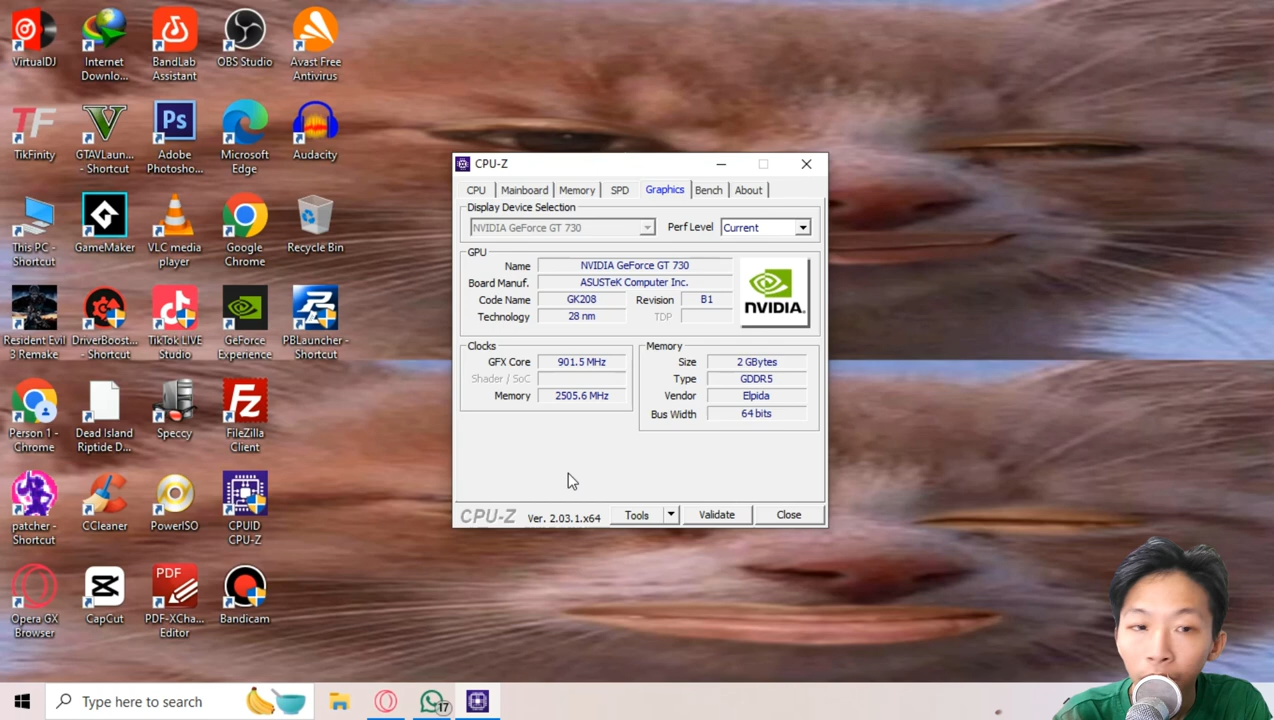 VirtualDJ
Internet
Downlo...
BandLab
Assistant
OBS Studio
Avast Free
Antivirus
TF
TikFinity
V
GTAVLaun...
- Shortcut
Ps
Adobe
Photosho...
Microsoft
Edge
Audacity
This PC -
Shortcut
GameMaker
VLC media
player
Google
Chrome
Recycle Bin
Resident Evil
3 Remake
DriverBoost...
- Shortcut
TikTok LIVE
Studio
GeForce
Experience
PBLauncher -
Shortcut
Person 1 -
Chrome
Dead Island
Riptide D...
Speccy
Fz
FileZilla
Client
patcher -
Shortcut
CCleaner
PowerISO
CPUID
CPU-Z
Opera GX
Browser
CapCut
PDF
PDF-XCha...
Editor
Bandicam
CPU-Z
CPU Mainboard Memory SPD Graphics Bench About
Display Device Selection
NVIDIA GeForce GT 730 Perf Level Current
GPU
Name NVIDIA GeForce GT 730
Board Manuf. ASUSTeK Computer Inc.
Code Name GK208 Revision B1
Technology 28 nm TDP
NVIDIA.
Clocks
GFX Core 901.5 MHz
Shader / SoC
Memory 2505.6 MHz
Memory
Size 2 GBytes
Type GDDR5
Vendor Elpida
Bus Width 64 bits
CPU-Z Ver. 2.03.1.x64 Tools Validate Close
Type here to search
17